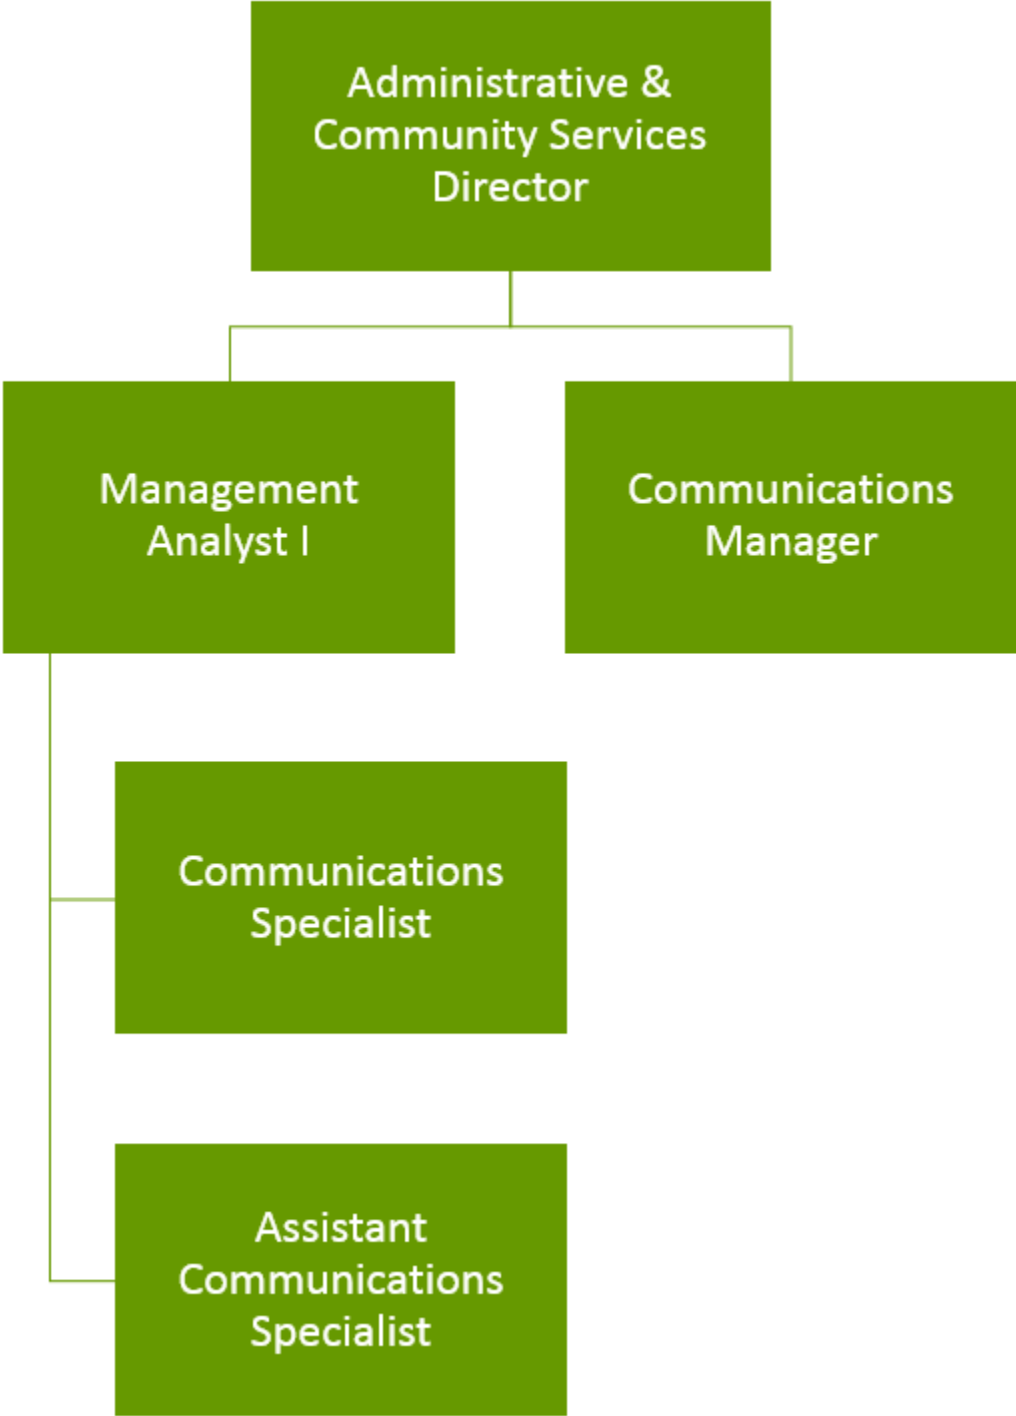 Administrative &
Community Services
Director
Management
Analyst I
Communications
Manager
Communications
Specialist
Assistant
Communications
Specialist